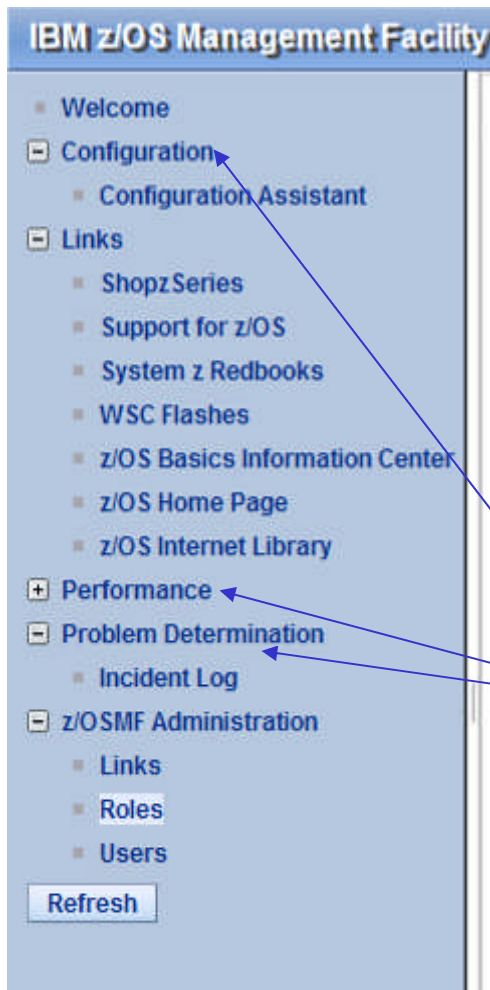 IBM z/OS Management Facility
Welcome
Configuration
Configuration Assistant
Links
ShopzSeries
Support for z/OS
System z Redbooks
WSC Flashes
z/OS Basics Information Center
z/OS Home Page
z/OS Internet Library
Performance
Problem Determination
Incident Log
z/OSMF Administration
Links
Roles
Users
Refresh